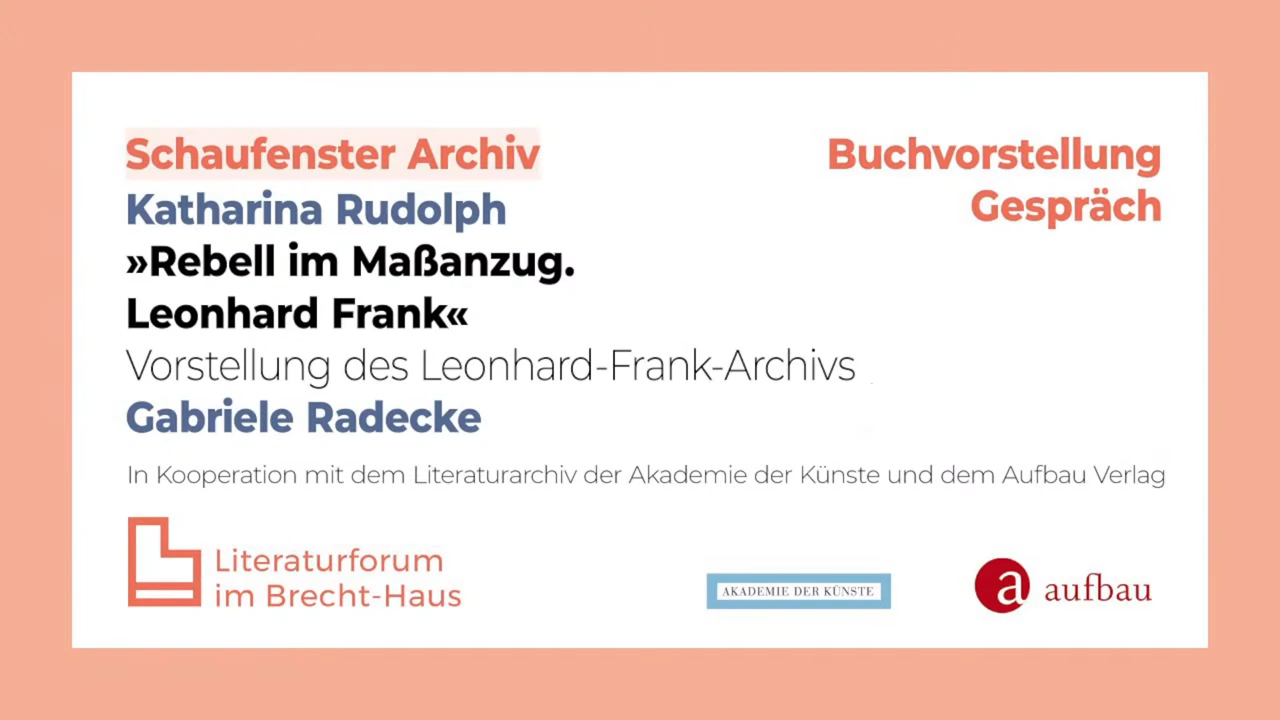 Schaufenster Archiv
Buchvorstellung
Gespräch
Katharina Rudolph
»Rebell im Maßanzug.
Leonhard Frank«
Vorstellung des Leonhard-Frank-Archivs
Gabriele Radecke
In Kooperation mit dem Literaturarchiv der Akademie der Künste und dem Aufbau Verlag
Literaturforum
im Brecht-Haus
AKADEMIE DER KÜNSTE
a aufbau